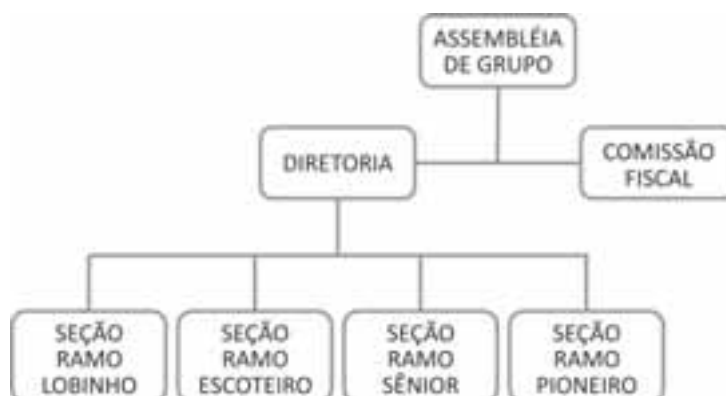 ASSEMBLÉIA
DE GRUPO
DIRETORIA
COMISSÃO
FISCAL
SEÇÃO
RAMO
LOBINHO
SEÇÃO
RAMO
ESCOTEIRO
SEÇÃO
RAMO
SÊNIOR
SEÇÃO
RAMO
PIONEIRO